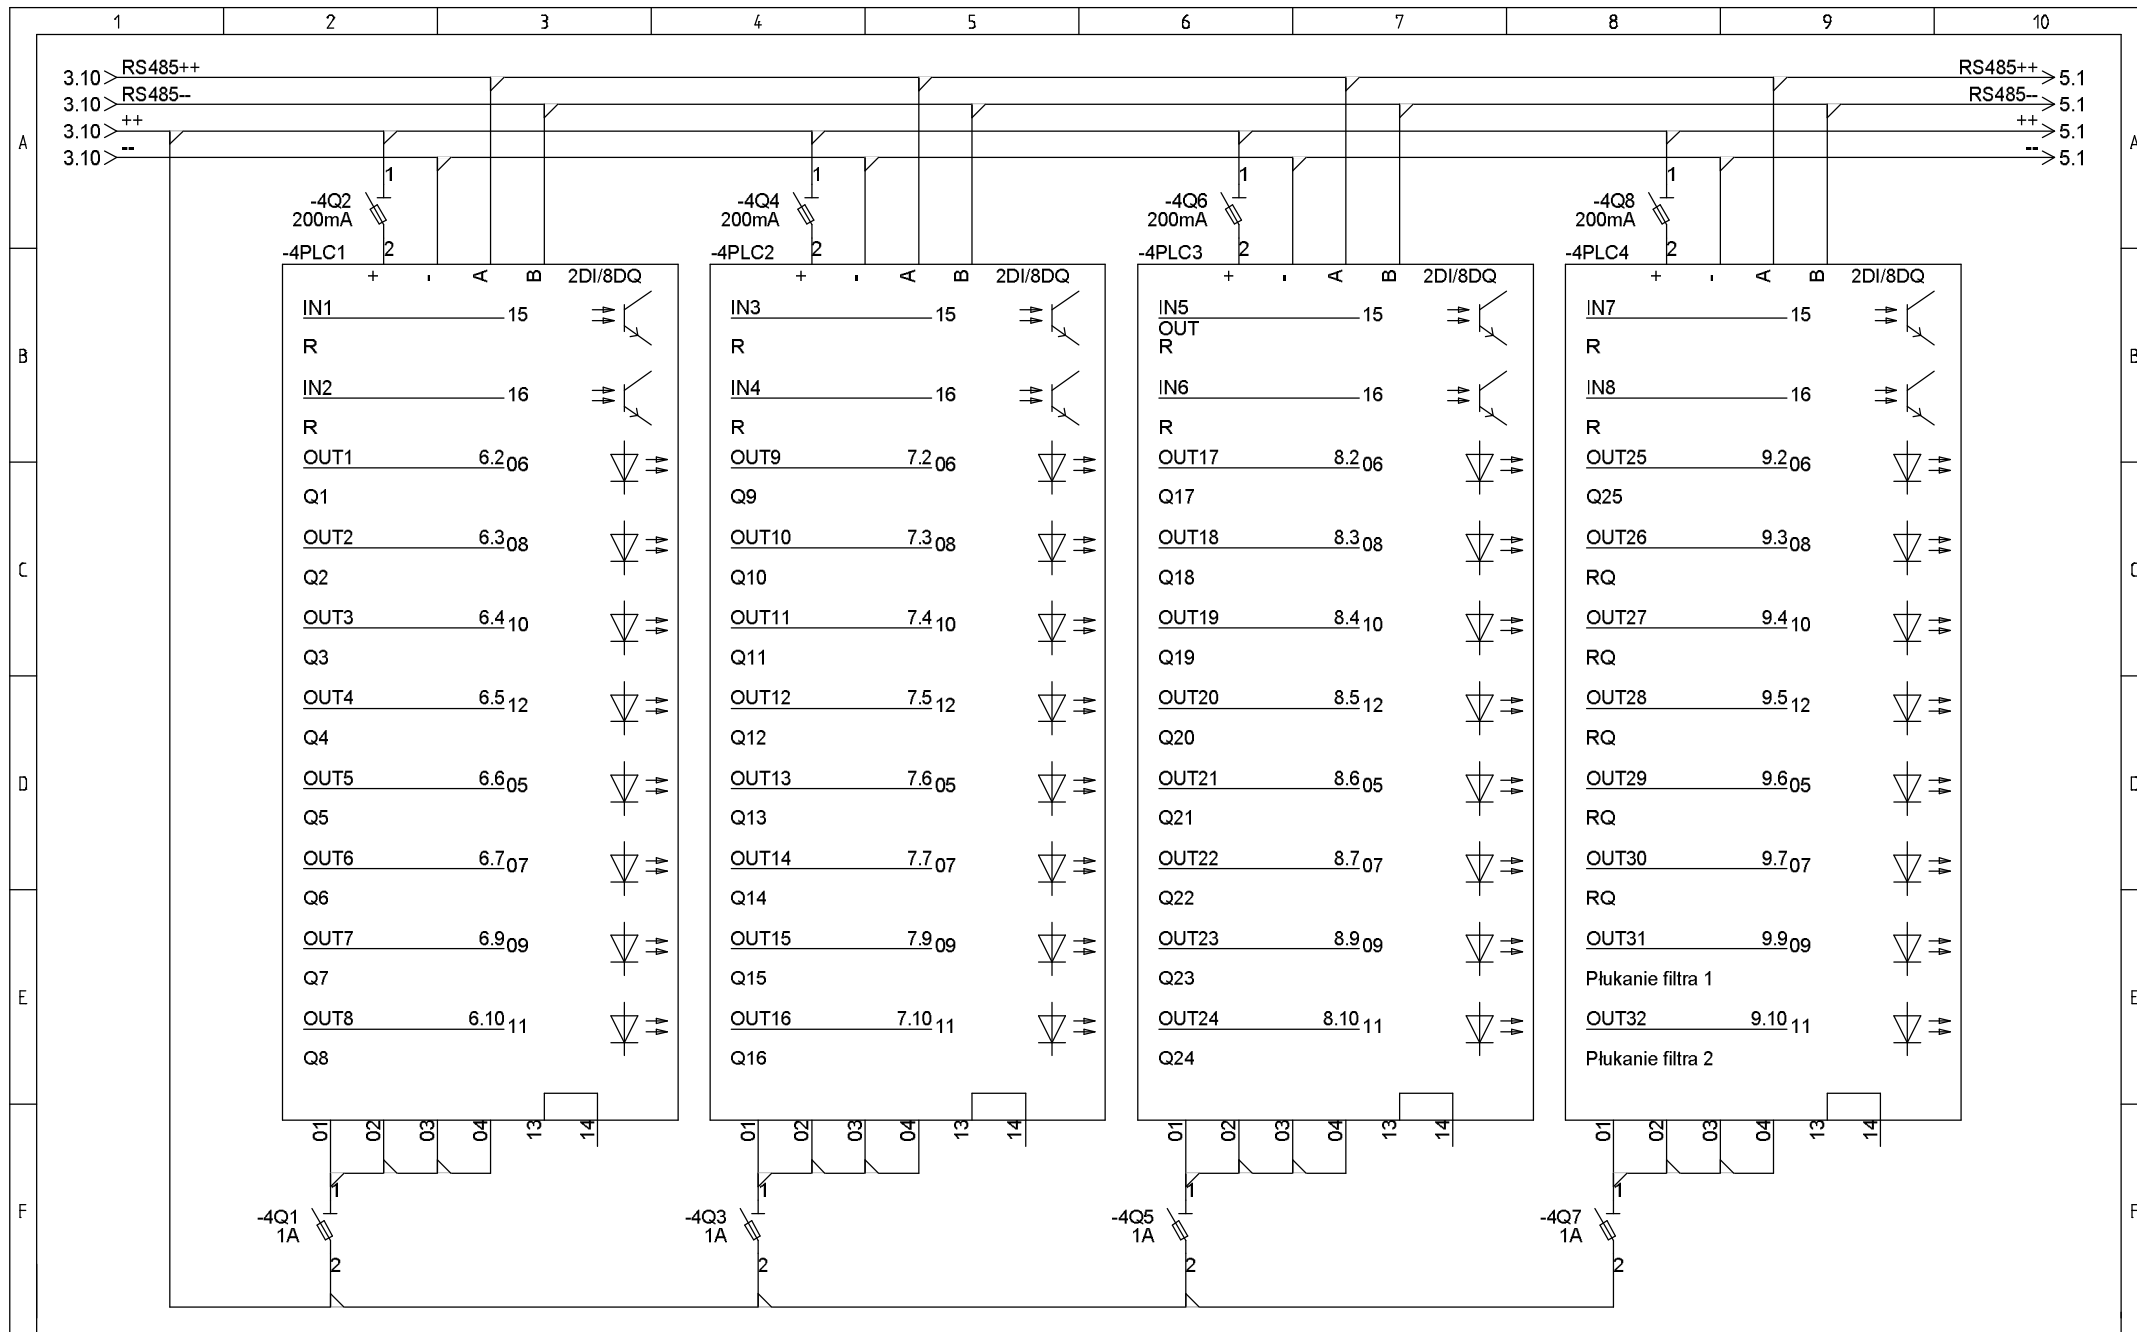 1 2 3 4 5 6 7 8 9 10
3.10 RS485++ RS485++ 5.1
3.10 RS485-- RS485-- 5.1
3.10 ++ ++ 5.1
3.10 -- -- 5.1
A A
1 1 1 1
-4Q2 -4Q4 -4Q6 -4Q8
200mA 200mA 200mA 200mA
-4PLC1 2 -4PLC2 2 -4PLC3 2 -4PLC4 2
+ - A B 2DI/8DQ + - A B 2DI/8DQ + - A B 2DI/8DQ + - A B 2DI/8DQ
IN1 15 IN3 15 IN5 15 IN7 15
OUT
B R R R R B
IN2 16 IN4 16 IN6 16 IN8 16
R R R R
OUT1 6.2 06 OUT9 7.2 06 OUT17 8.2 06 OUT25 9.2 06
Q1 Q9 Q17 Q25
OUT2 6.3 08 OUT10 7.3 08 OUT18 8.3 08 OUT26 9.3 08
C Q2 Q10 Q18 RQ C
OUT3 6.4 10 OUT11 7.4 10 OUT19 8.4 10 OUT27 9.4 10
Q3 Q11 Q19 RQ
OUT4 6.5 12 OUT12 7.5 12 OUT20 8.5 12 OUT28 9.5 12
Q4 Q12 Q20 RQ
D OUT5 6.6 05 OUT13 7.6 05 OUT21 8.6 05 OUT29 9.6 05 D
Q5 Q13 Q21 RQ
OUT6 6.7 07 OUT14 7.7 07 OUT22 8.7 07 OUT30 9.7 07
Q6 Q14 Q22 RQ
OUT7 6.9 09 OUT15 7.9 09 OUT23 8.9 09 OUT31 9.9 09
E Q7 Q15 Q23 Płukanie filtra 1 E
OUT8 6.10 11 OUT16 7.10 11 OUT24 8.10 11 OUT32 9.10 11
Q8 Q16 Q24 Płukanie filtra 2
01 02 03 04 13 14 01 02 03 04 13 14 01 02 03 04 13 14 01 02 03 04 13 14
1 1 1 1
F -4Q1 -4Q3 -4Q5 -4Q7 F
1A 1A 1A 1A
2 2 2 2